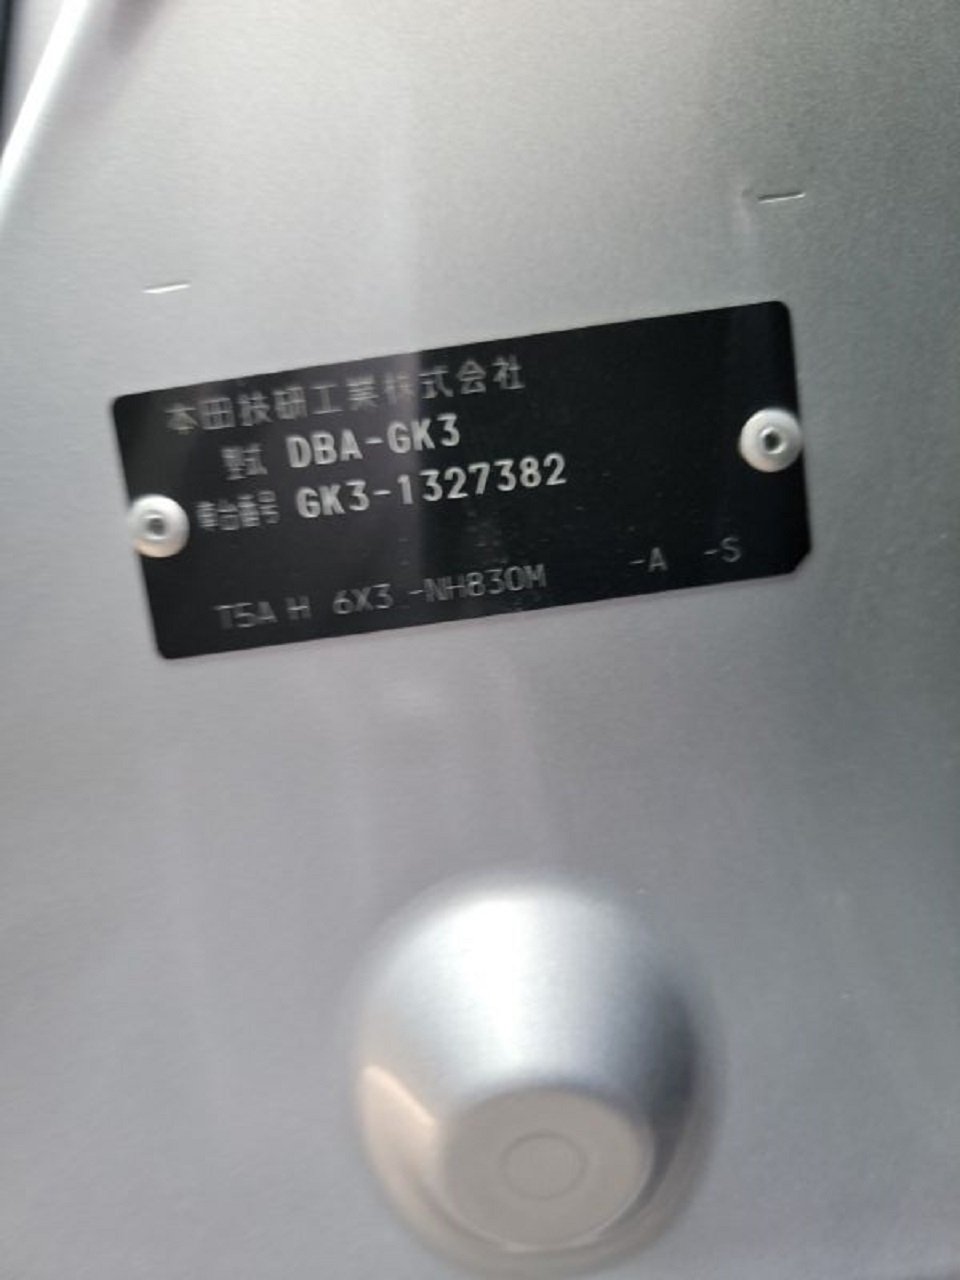 本田技研工業株式会社
型式 DBA-GK3
車台番号 GK3-1327382
T5A H 6X3 -NH830M -A -S